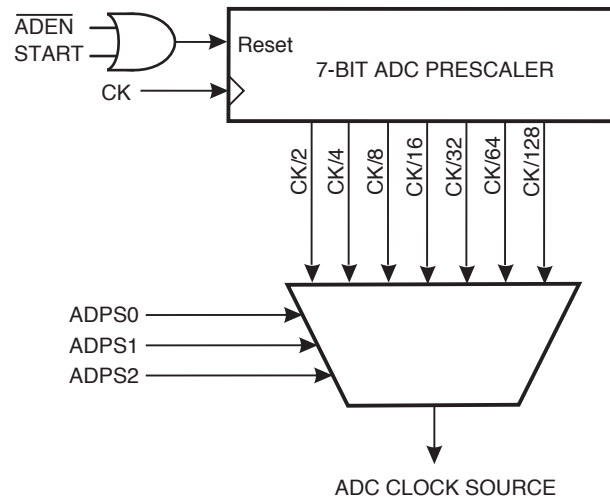 ADEN
START
Reset
7-BIT ADC PRESCALER
CK
CK/2
CK/4
CK/8
CK/16
CK/32
CK/64
CK/128
ADPS0
ADPS1
ADPS2
ADC CLOCK SOURCE